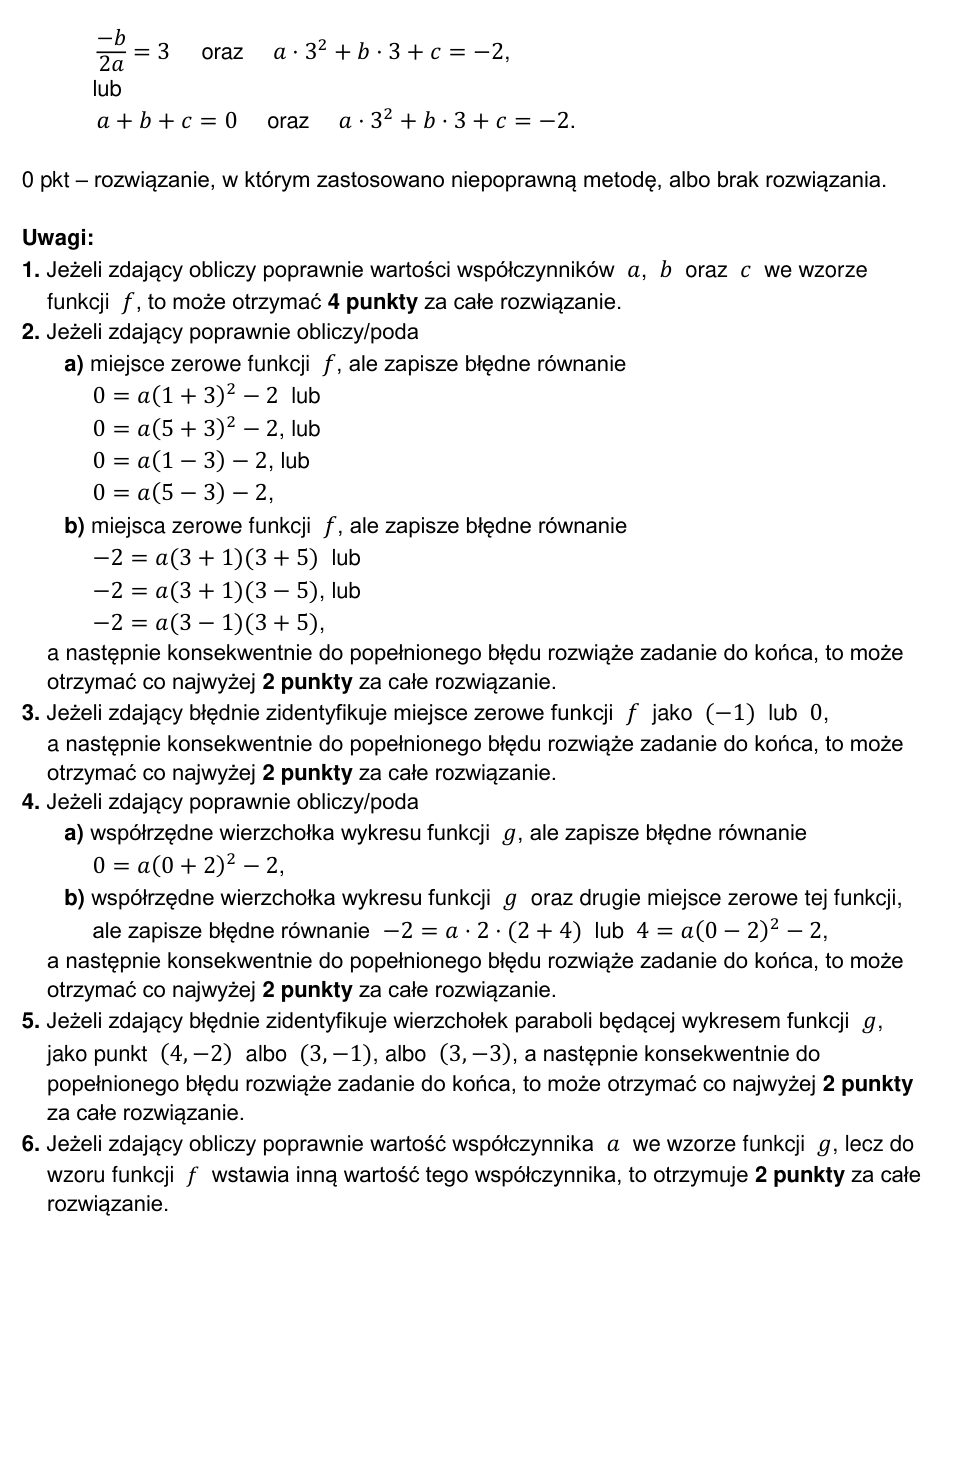 −b/2a = 3 oraz a · 3² + b · 3 + c = −2,
lub
a + b + c = 0 oraz a · 3² + b · 3 + c = −2.
0 pkt – rozwiązanie, w którym zastosowano niepoprawną metodę, albo brak rozwiązania.
Uwagi:
1. Jeżeli zdający obliczy poprawnie wartości współczynników a, b oraz c we wzorze
funkcji f, to może otrzymać 4 punkty za całe rozwiązanie.
2. Jeżeli zdający poprawnie obliczy/poda
a) miejsce zerowe funkcji f, ale zapisze błędne równanie
0 = a(1 + 3)² − 2 lub
0 = a(5 + 3)² − 2, lub
0 = a(1 − 3) − 2, lub
0 = a(5 − 3) − 2,
b) miejsca zerowe funkcji f, ale zapisze błędne równanie
−2 = a(3 + 1)(3 + 5) lub
−2 = a(3 + 1)(3 − 5), lub
−2 = a(3 − 1)(3 + 5),
a następnie konsekwentnie do popełnionego błędu rozwiąże zadanie do końca, to może
otrzymać co najwyżej 2 punkty za całe rozwiązanie.
3. Jeżeli zdający błędnie zidentyfikuje miejsce zerowe funkcji f jako (−1) lub 0,
a następnie konsekwentnie do popełnionego błędu rozwiąże zadanie do końca, to może
otrzymać co najwyżej 2 punkty za całe rozwiązanie.
4. Jeżeli zdający poprawnie obliczy/poda
a) współrzędne wierzchołka wykresu funkcji g, ale zapisze błędne równanie
0 = a(0 + 2)² − 2,
b) współrzędne wierzchołka wykresu funkcji g oraz drugie miejsce zerowe tej funkcji,
ale zapisze błędne równanie −2 = a · 2 · (2 + 4) lub 4 = a(0 − 2)² − 2,
a następnie konsekwentnie do popełnionego błędu rozwiąże zadanie do końca, to może
otrzymać co najwyżej 2 punkty za całe rozwiązanie.
5. Jeżeli zdający błędnie zidentyfikuje wierzchołek paraboli będącej wykresem funkcji g,
jako punkt (4, −2) albo (3, −1), albo (3, −3), a następnie konsekwentnie do
popełnionego błędu rozwiąże zadanie do końca, to może otrzymać co najwyżej 2 punkty
za całe rozwiązanie.
6. Jeżeli zdający obliczy poprawnie wartość współczynnika a we wzorze funkcji g, lecz do
wzoru funkcji f wstawia inną wartość tego współczynnika, to otrzymuje 2 punkty za całe
rozwiązanie.